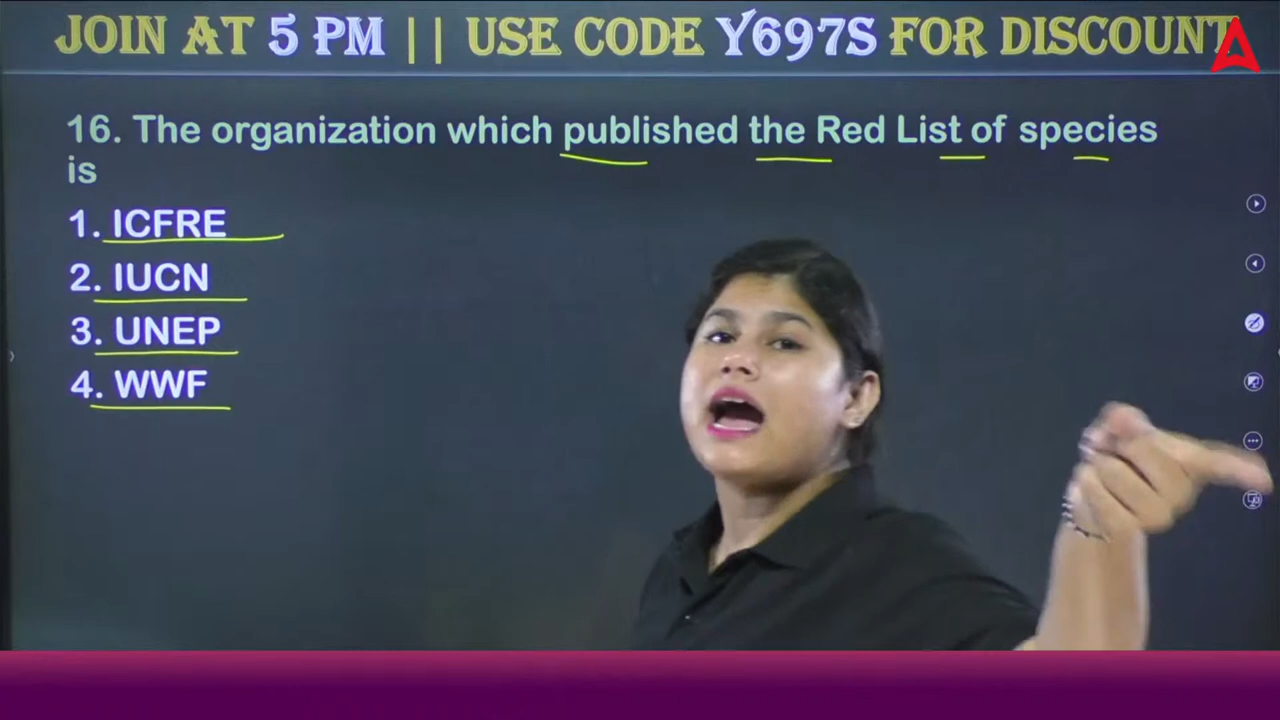 JOIN AT 5 PM || USE CODE Y697S FOR DISCOUNT
16. The organization which published the Red List of species
is
1. ICFRE
2. IUCN
3. UNEP
4. WWF